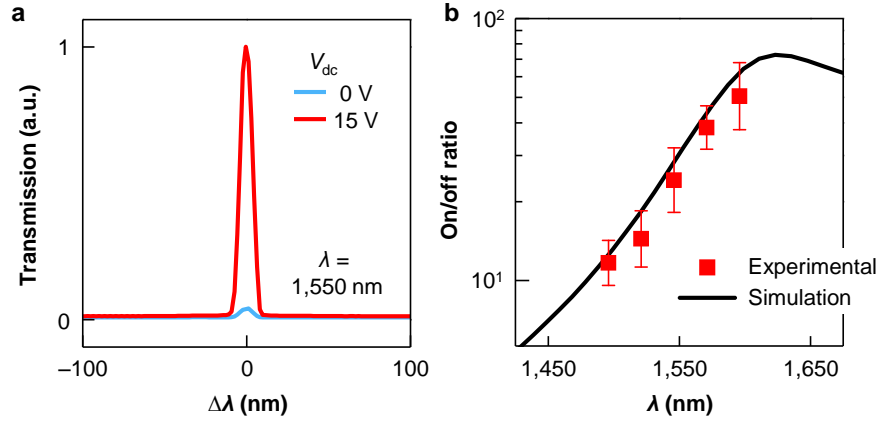 a
Transmission (a.u.)
1
0
V_dc
0 V
15 V
λ =
1,550 nm
−100
0
100
Δλ (nm)
b
On/off ratio
10²
10¹
Experimental
Simulation
1,450
1,550
1,650
λ (nm)